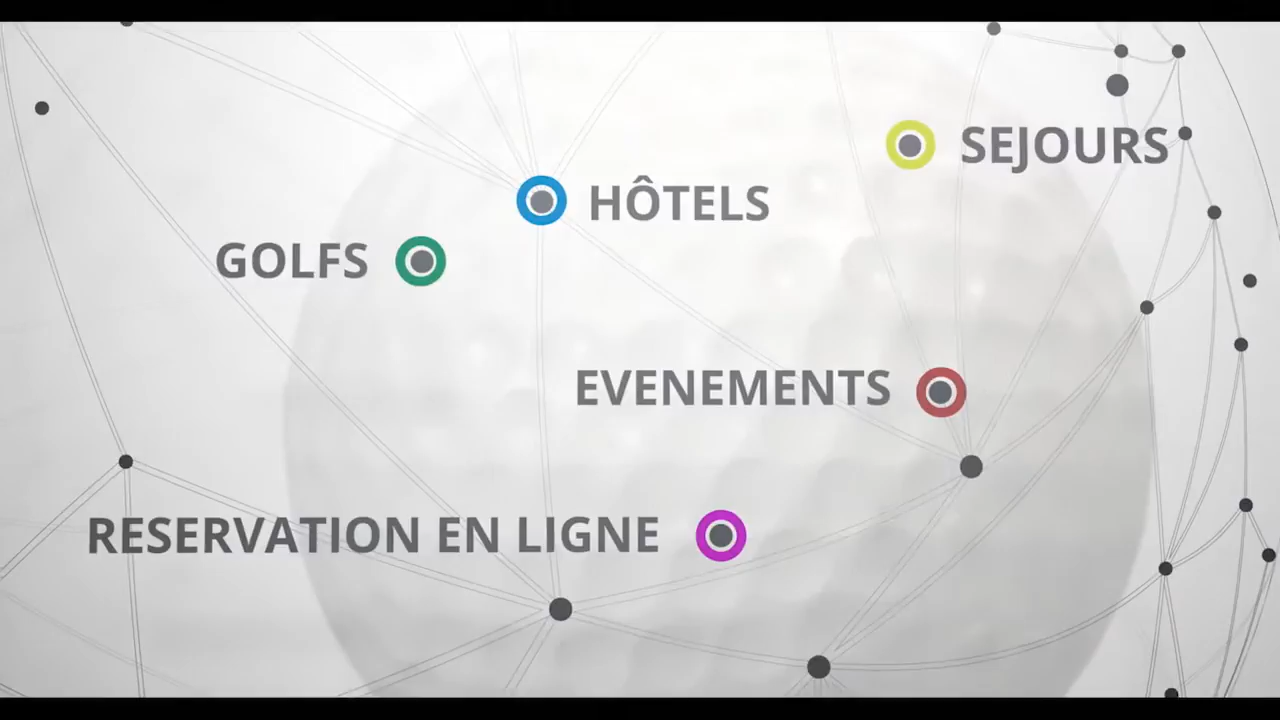 SEJOURS
HÔTELS
GOLFS
EVENEMENTS
RESERVATION EN LIGNE